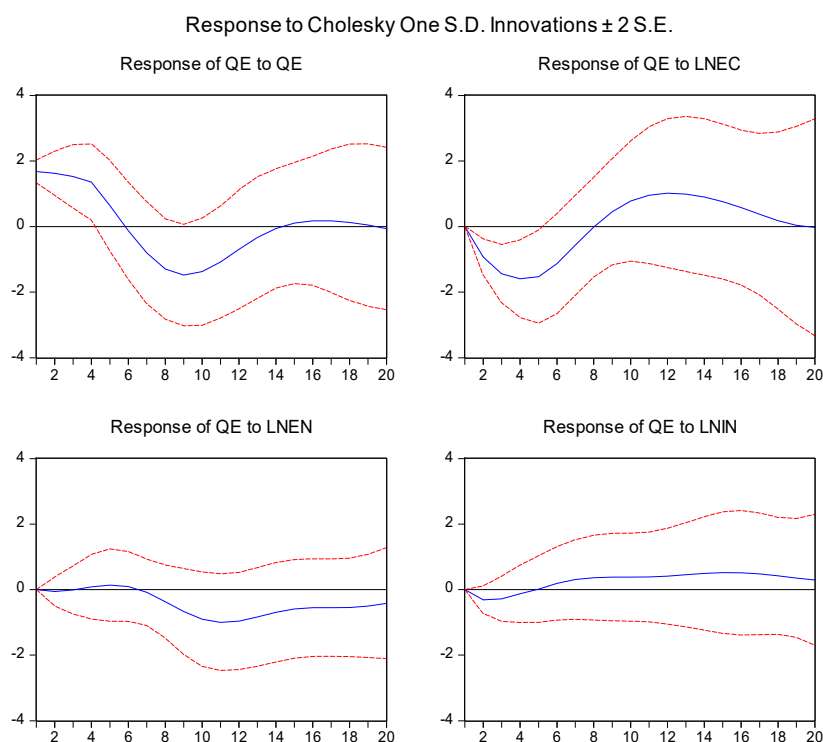 Response to Cholesky One S.D. Innovations ± 2 S.E.
Response of QE to QE
4
2
0
-2
-4
2 4 6 8 10 12 14 16 18 20
Response of QE to LNEC
4
2
0
-2
-4
2 4 6 8 10 12 14 16 18 20
Response of QE to LNEN
4
2
0
-2
-4
2 4 6 8 10 12 14 16 18 20
Response of QE to LNIN
4
2
0
-2
-4
2 4 6 8 10 12 14 16 18 20